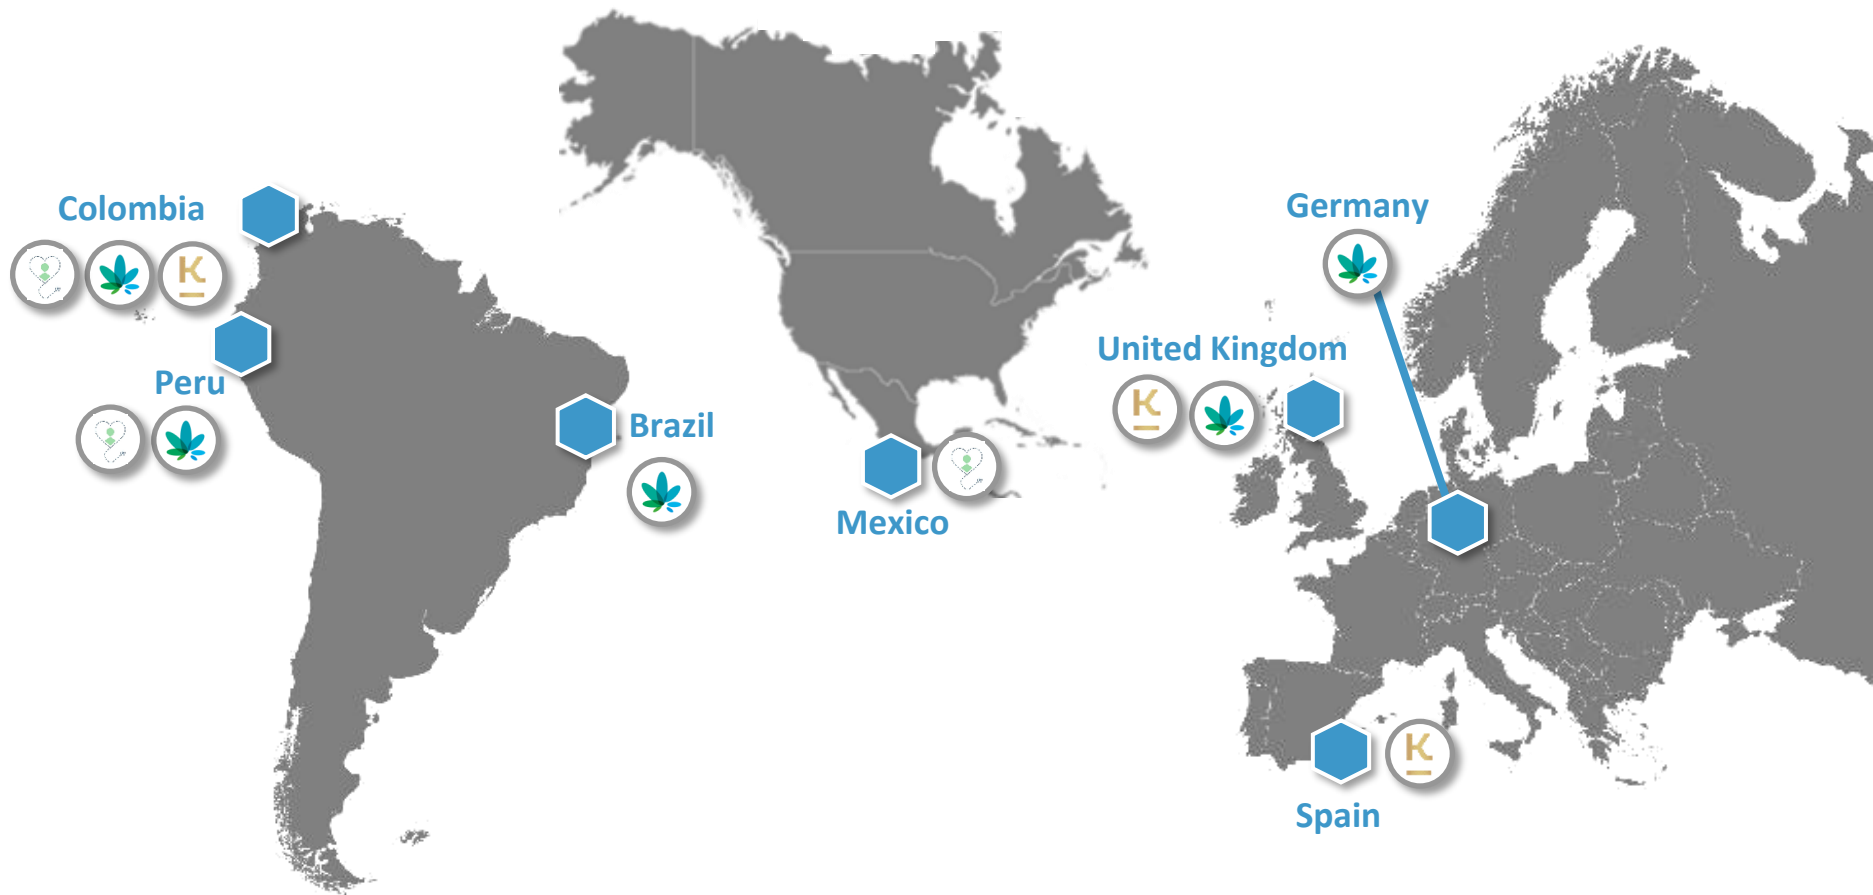 Colombia
K
Peru
Brazil
Mexico
Germany
United Kingdom
K
K
Spain